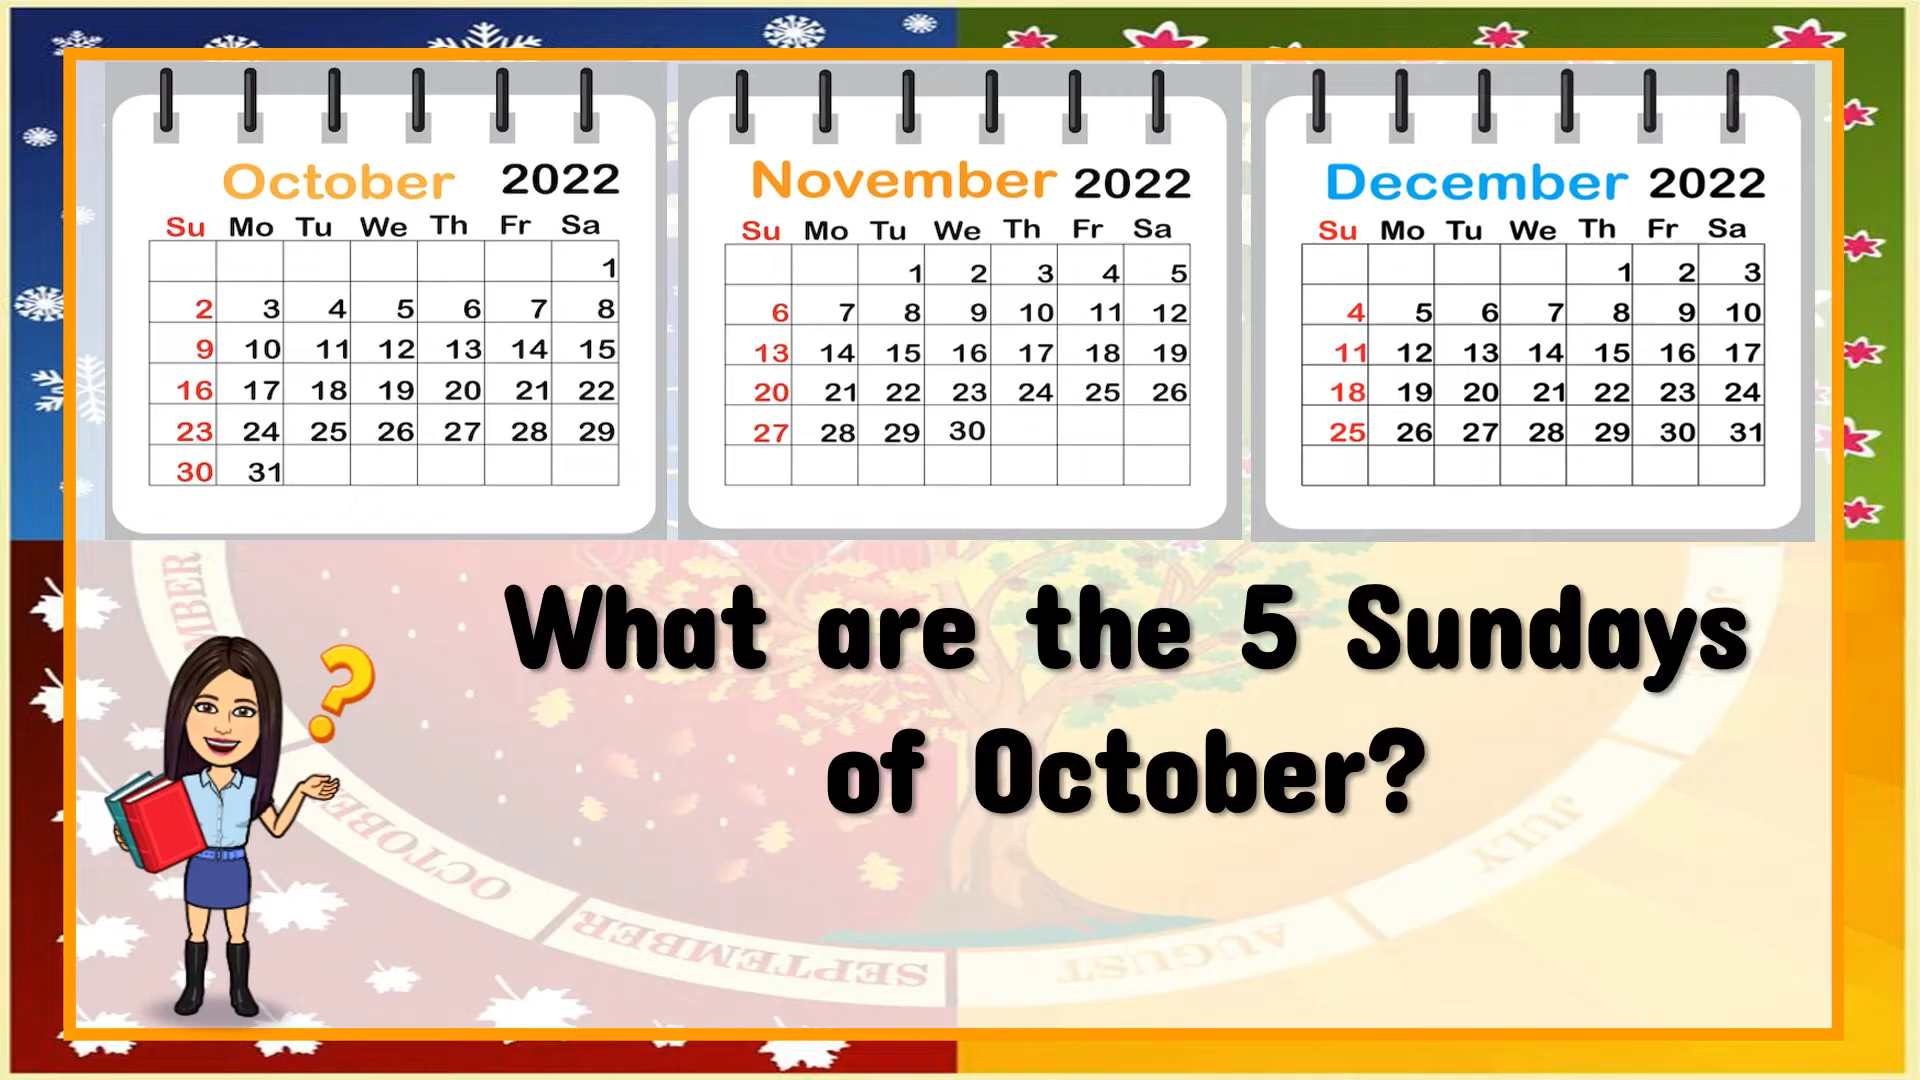 October 2022
Su Mo Tu We Th Fr Sa
1
2 3 4 5 6 7 8
9 10 11 12 13 14 15
16 17 18 19 20 21 22
23 24 25 26 27 28 29
30 31
November 2022
Su Mo Tu We Th Fr Sa
1 2 3 4 5
6 7 8 9 10 11 12
13 14 15 16 17 18 19
20 21 22 23 24 25 26
27 28 29 30
December 2022
Su Mo Tu We Th Fr Sa
1 2 3
4 5 6 7 8 9 10
11 12 13 14 15 16 17
18 19 20 21 22 23 24
25 26 27 28 29 30 31
What are the 5 Sundays
of October?
MBER
OCTOBER
SEPTEMBER
AUGUST
JULY